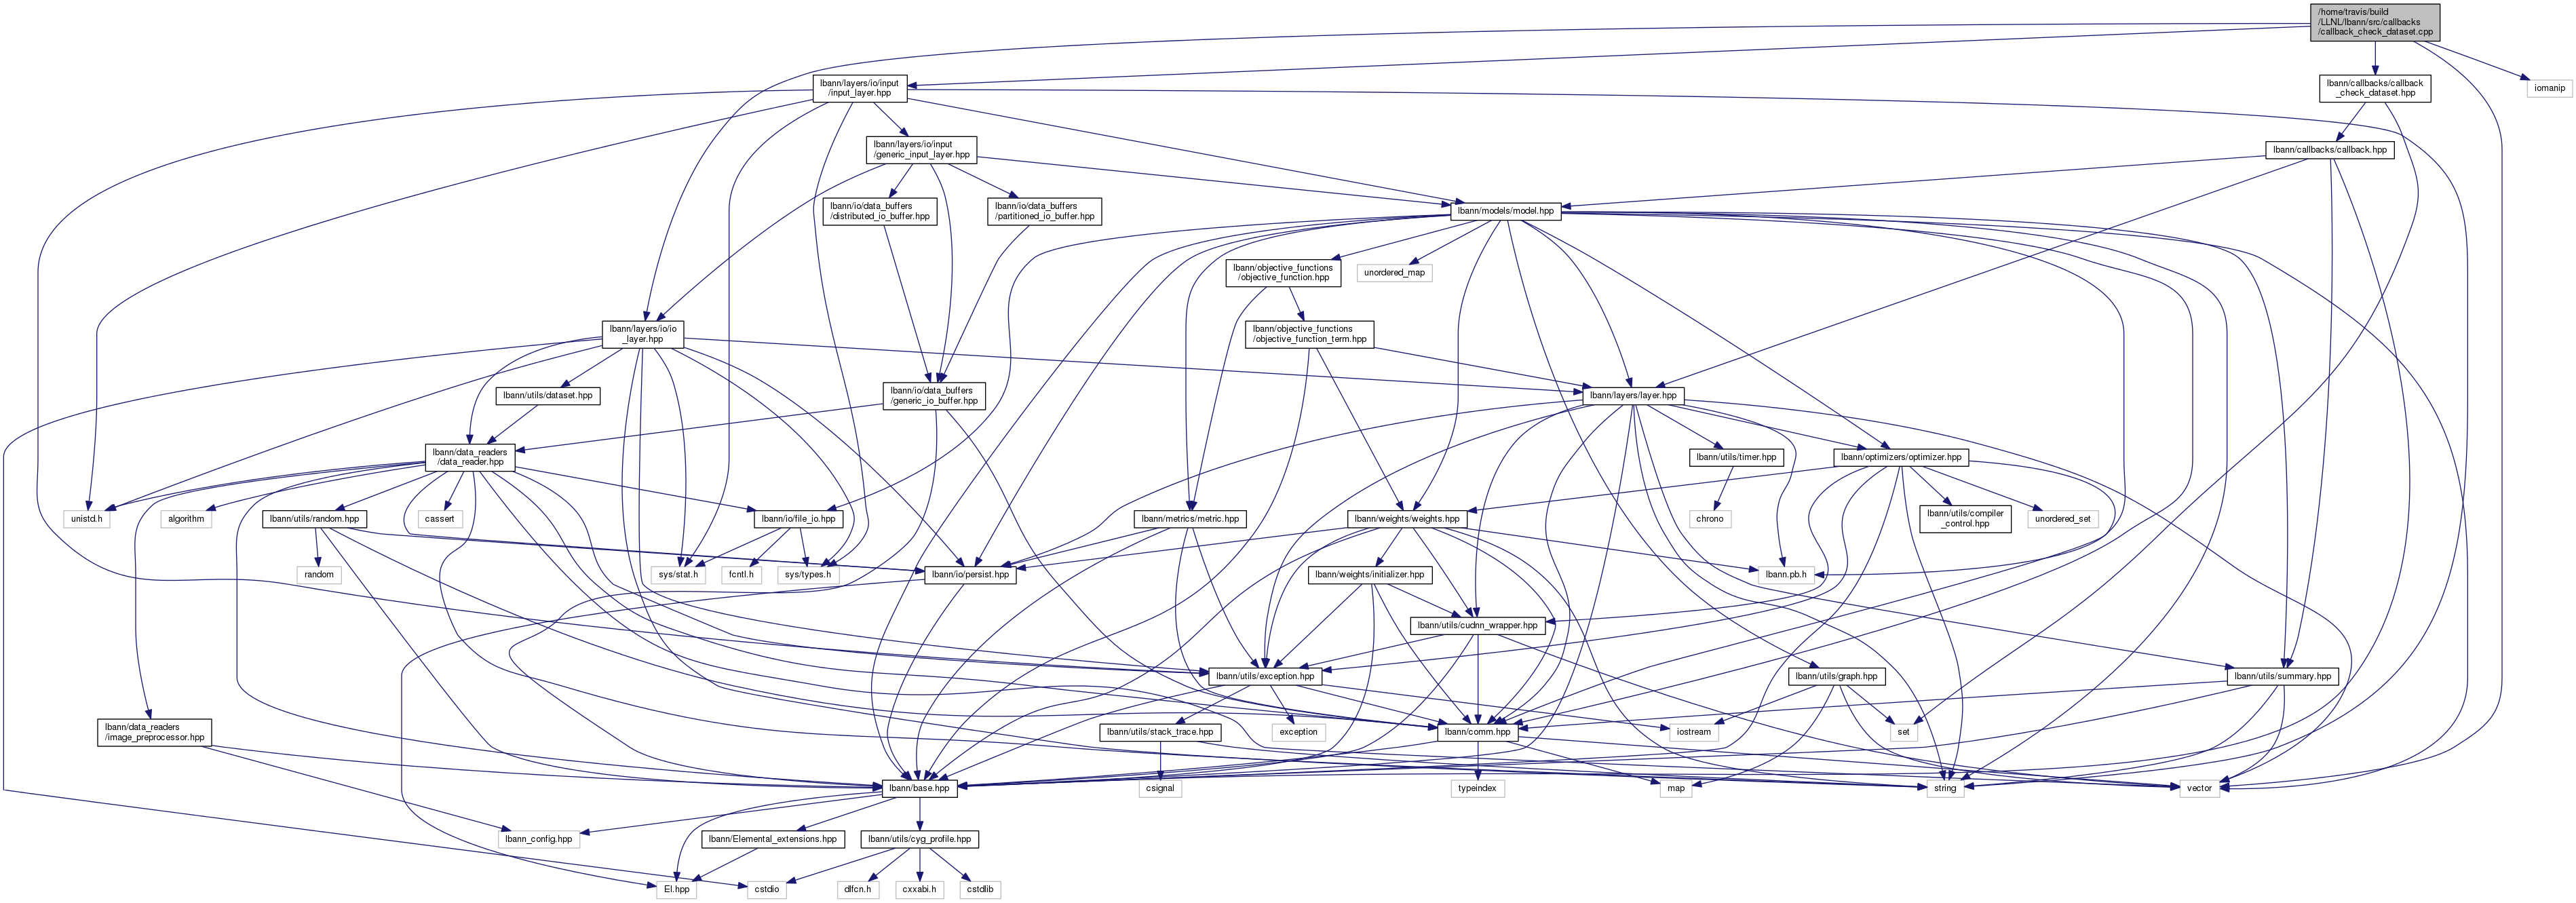 /home/travis/build
/LLNL/lbann/src/callbacks
/callback_check_dataset.cpp
lbann/layers/io/input
/input_layer.hpp
lbann/callbacks/callback
_check_dataset.hpp
iomanip
lbann/layers/io/input
/generic_input_layer.hpp
lbann/callbacks/callback.hpp
lbann/io/data_buffers
/distributed_io_buffer.hpp
lbann/io/data_buffers
/partitioned_io_buffer.hpp
lbann/models/model.hpp
lbann/objective_functions
/objective_function.hpp
unordered_map
lbann/layers/io/io
_layer.hpp
lbann/objective_functions
/objective_function_term.hpp
lbann/utils/dataset.hpp
lbann/io/data_buffers
/generic_io_buffer.hpp
lbann/layers/layer.hpp
lbann/data_readers
/data_reader.hpp
lbann/utils/timer.hpp
lbann/optimizers/optimizer.hpp
unistd.h
algorithm
lbann/utils/random.hpp
cassert
lbann/io/file_io.hpp
lbann/metrics/metric.hpp
lbann/weights/weights.hpp
chrono
lbann/utils/compiler
_control.hpp
unordered_set
random
sys/stat.h
fcntl.h
sys/types.h
lbann/io/persist.hpp
lbann/weights/initializer.hpp
lbann.pb.h
lbann/utils/cudnn_wrapper.hpp
lbann/utils/exception.hpp
lbann/utils/graph.hpp
lbann/utils/summary.hpp
lbann/data_readers
/image_preprocessor.hpp
lbann/utils/stack_trace.hpp
exception
lbann/comm.hpp
iostream
set
lbann/base.hpp
csignal
typeindex
map
string
vector
lbann_config.hpp
lbann/Elemental_extensions.hpp
lbann/utils/cyg_profile.hpp
El.hpp
cstdio
dlfcn.h
cxxabi.h
cstdlib